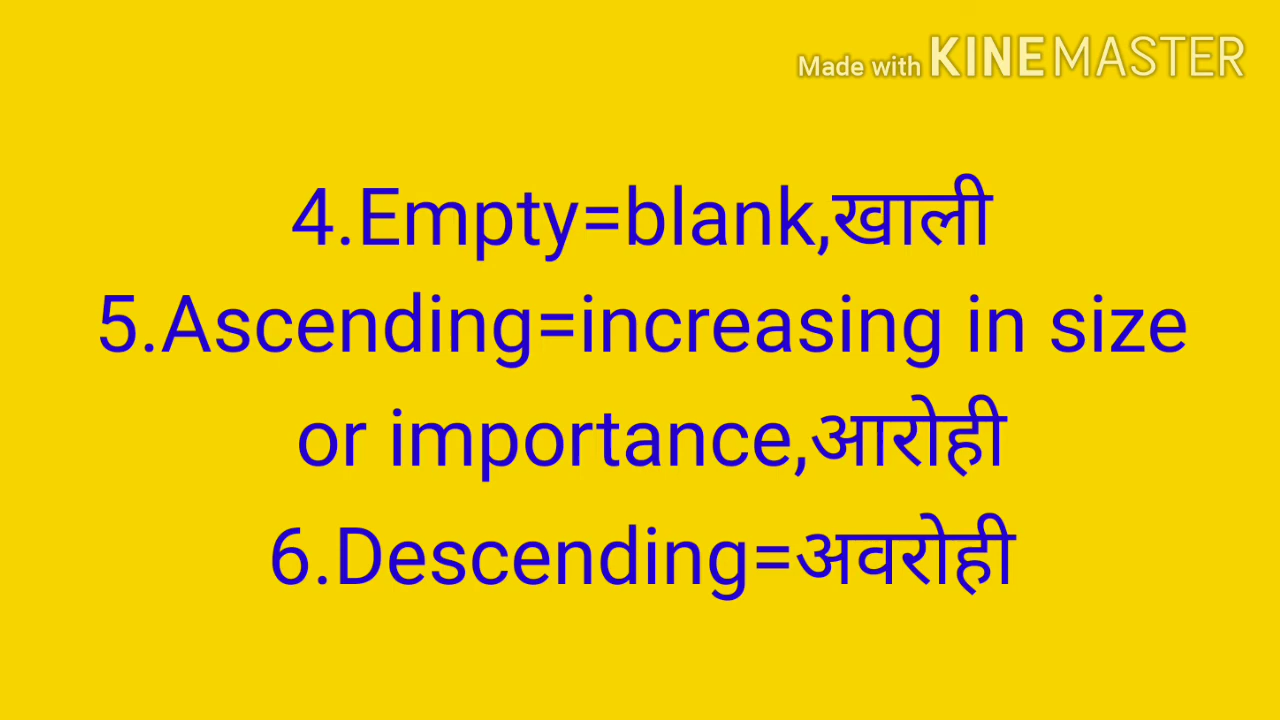 Made with KINEMASTER
4.Empty=blank,खाली
5.Ascending=increasing in size
or importance,आरोही
6.Descending=अवरोही